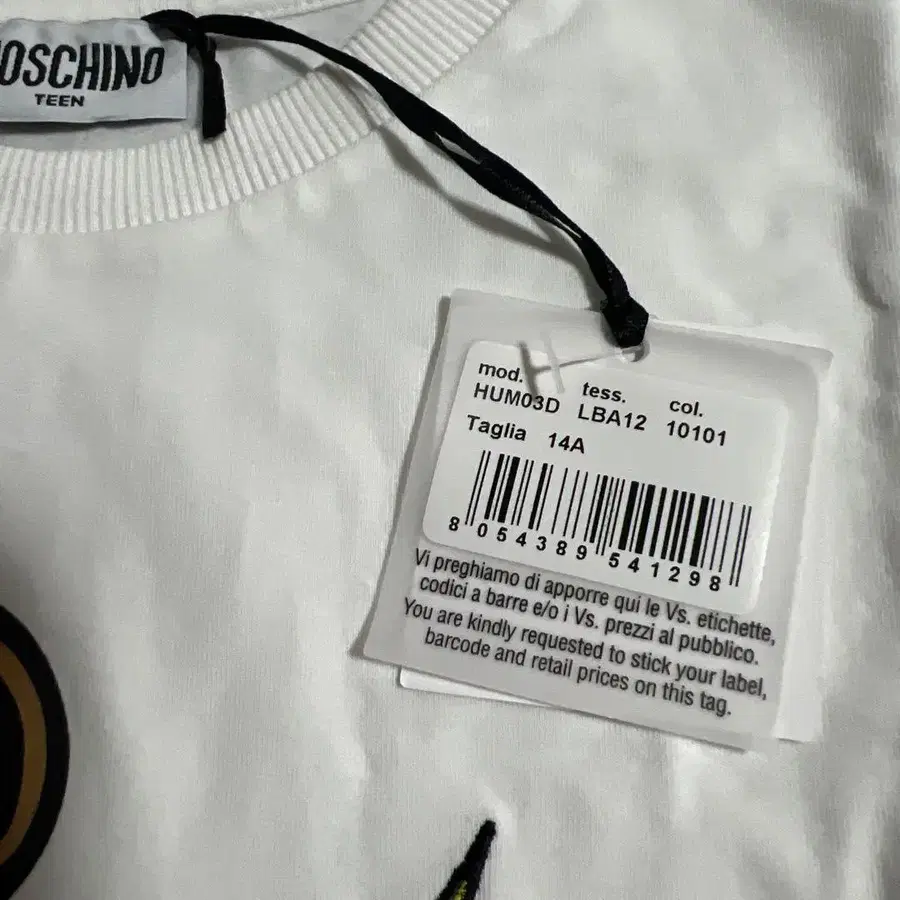 MOSCHINO
TEEN
mod. tess. col.
HUM03D LBA12 10101
Taglia 14A
8 054389 541298
Vi preghiamo di apporre qui le Vs. etichette,
codici a barre e/o i Vs. prezzi al pubblico.
You are kindly requested to stick your label,
barcode and retail prices on this tag.